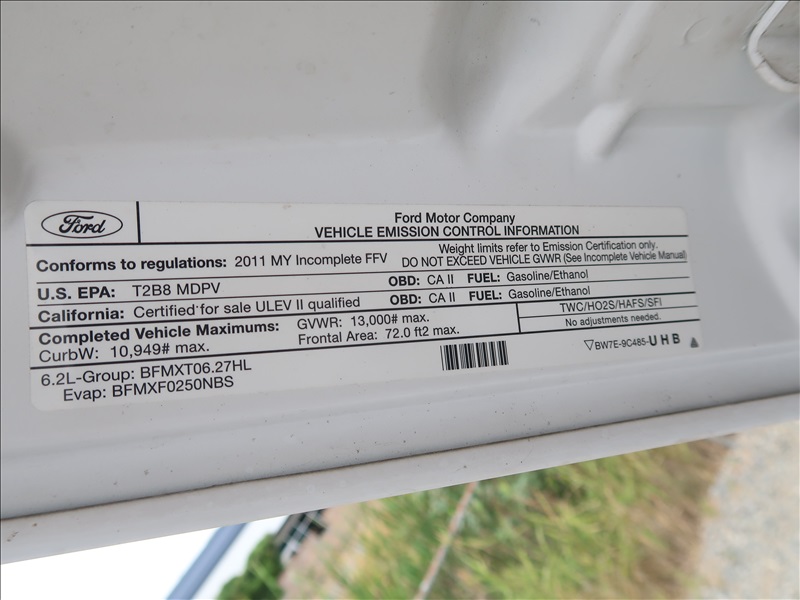 Ford
Ford Motor Company
VEHICLE EMISSION CONTROL INFORMATION
Conforms to regulations: 2011 MY Incomplete FFV
Weight limits refer to Emission Certification only.
DO NOT EXCEED VEHICLE GVWR (See Incomplete Vehicle Manual)
U.S. EPA: T2B8 MDPV OBD: CA II FUEL: Gasoline/Ethanol
California: Certified for sale ULEV II qualified OBD: CA II FUEL: Gasoline/Ethanol
Completed Vehicle Maximums: GVWR: 13,000# max.
CurbW: 10,949# max. Frontal Area: 72.0 ft2 max.
TWC/HO2S/HAFS/SFI
No adjustments needed.
6.2L-Group: BFMXT06.27HL
Evap: BFMXF0250NBS
BW7E-9C485-UHB